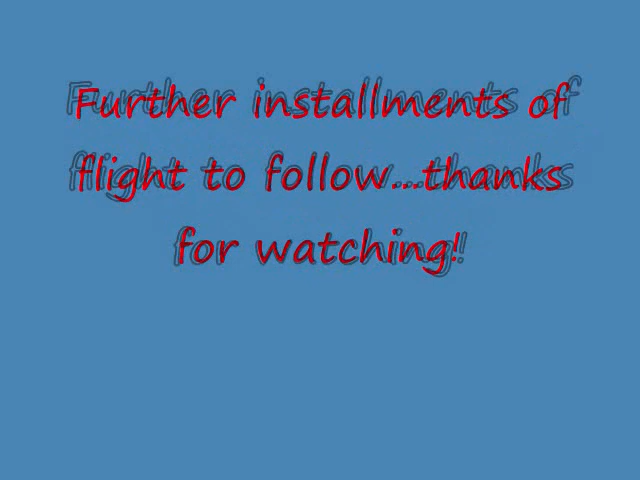 Further installments of
flight to follow...thanks
for watching!